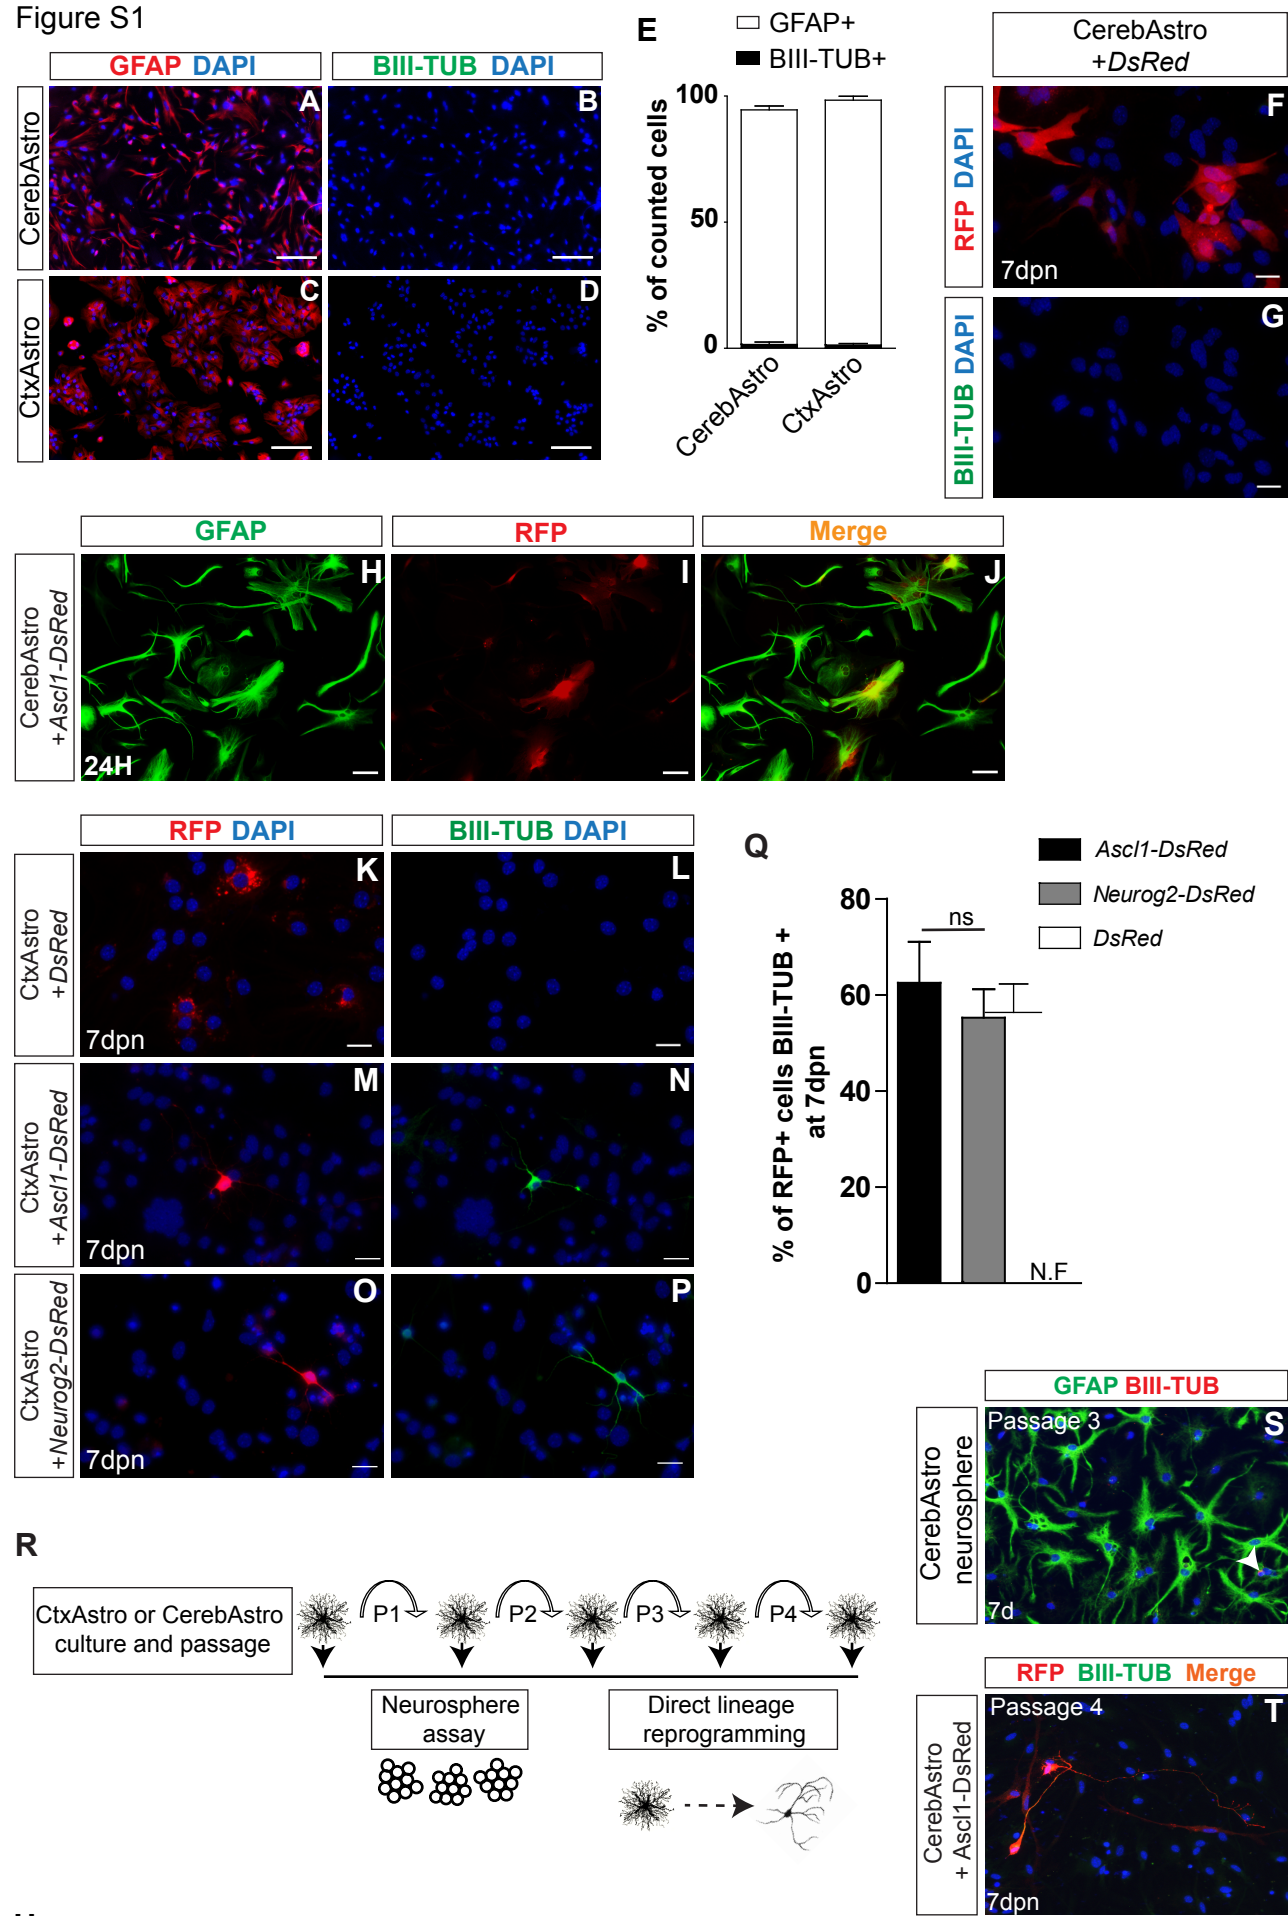 Figure S1
GFAP DAPI
BIII-TUB DAPI
CerebAstro
A
B
CtxAstro
C
D
E
GFAP+
BIII-TUB+
% of counted cells
100
50
0
CerebAstro
CtxAstro
CerebAstro
+DsRed
RFP DAPI
F
7dpn
BIII-TUB DAPI
G
GFAP
RFP
Merge
CerebAstro
+Ascl1-DsRed
H
24H
I
J
RFP DAPI
BIII-TUB DAPI
CtxAstro
+DsRed
K
7dpn
L
CtxAstro
+Ascl1-DsRed
M
7dpn
N
CtxAstro
+Neurog2-DsRed
O
7dpn
P
Q
Ascl1-DsRed
Neurog2-DsRed
DsRed
% of RFP+ cells BIII-TUB +
at 7dpn
80
60
40
20
0
ns
N.F
R
CtxAstro or CerebAstro
culture and passage
P1
P2
P3
P4
Neurosphere
assay
Direct lineage
reprogramming
GFAP BIII-TUB
CerebAstro
neurosphere
Passage 3
S
7d
RFP BIII-TUB Merge
CerebAstro
+ Ascl1-DsRed
Passage 4
T
7dpn